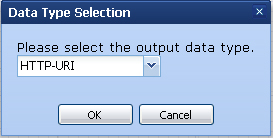 Data Type Selection
Please select the output data type.
HTTP-URI
OK
Cancel